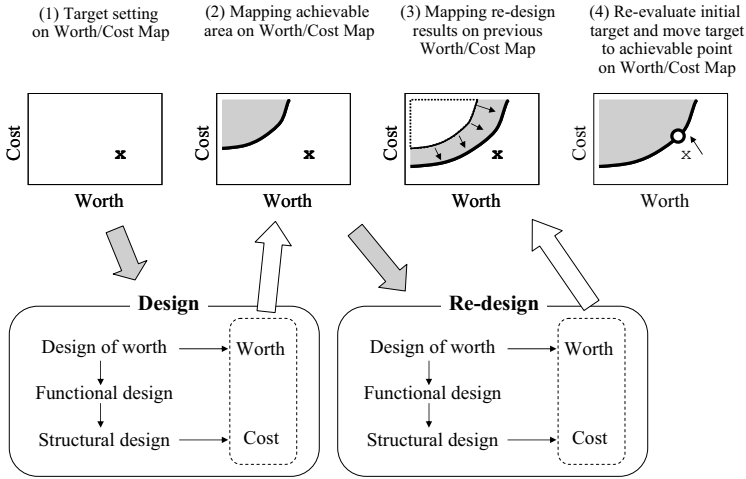 (1) Target setting
on Worth/Cost Map
(2) Mapping achievable
area on Worth/Cost Map
(3) Mapping re-design
results on previous
Worth/Cost Map
(4) Re-evaluate initial
target and move target
to achievable point
on Worth/Cost Map
Cost
x
Worth
Cost
x
Worth
Cost
x
Worth
Cost
x
Worth
Design
Design of worth
Worth
Functional design
Structural design
Cost
Re-design
Design of worth
Worth
Functional design
Structural design
Cost